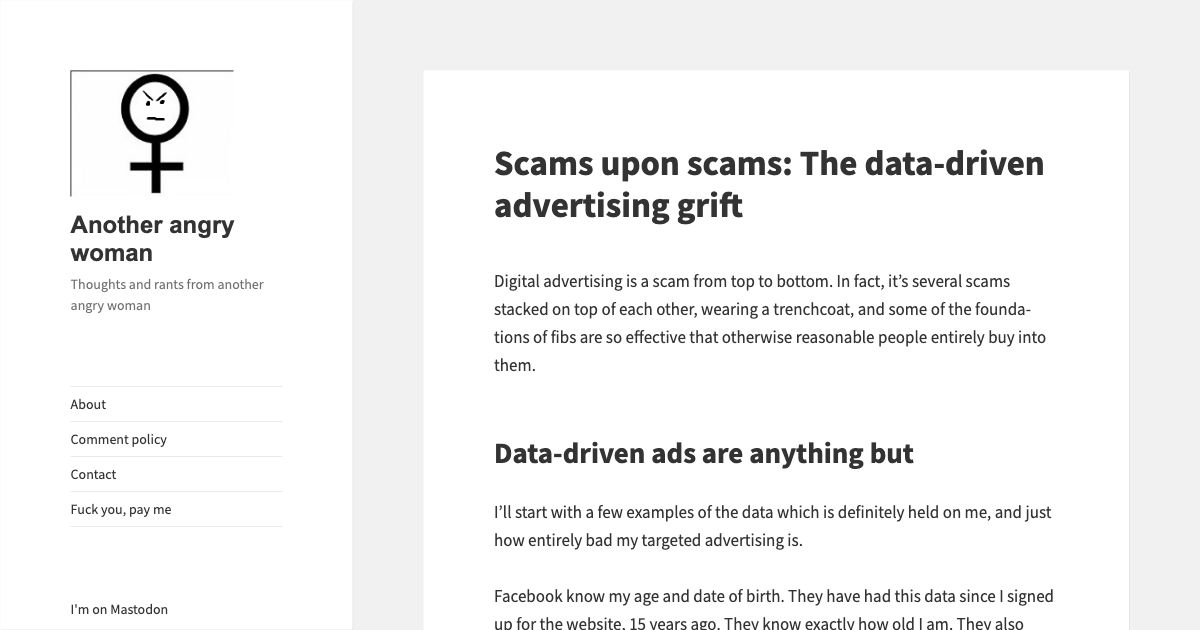 Another angry
woman
Thoughts and rants from another
angry woman
About
Comment policy
Contact
Fuck you, pay me
I'm on Mastodon
Scams upon scams: The data-driven
advertising grift
Digital advertising is a scam from top to bottom. In fact, it’s several scams
stacked on top of each other, wearing a trenchcoat, and some of the founda-
tions of fibs are so effective that otherwise reasonable people entirely buy into
them.
Data-driven ads are anything but
I’ll start with a few examples of the data which is definitely held on me, and just
how entirely bad my targeted advertising is.
Facebook know my age and date of birth. They have had this data since I signed
up for the website, 15 years ago. They know exactly how old I am. They also